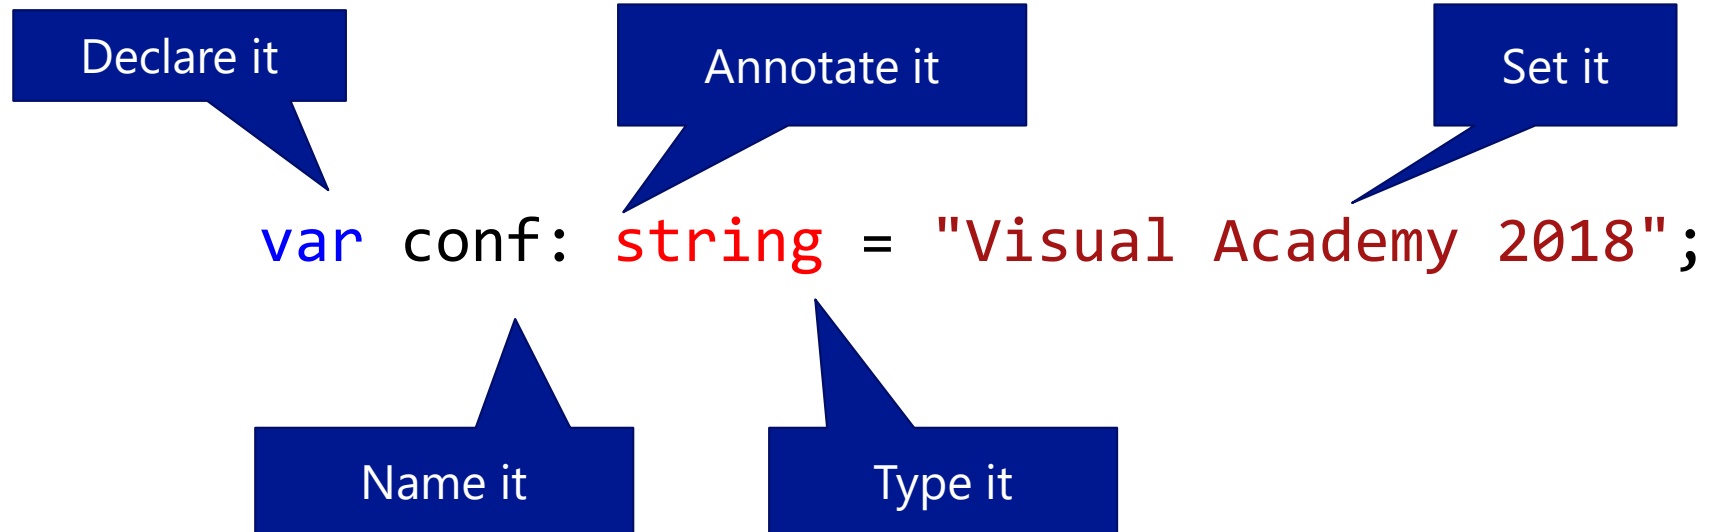 Declare it
Annotate it
Set it
var conf: string = "Visual Academy 2018";
Name it
Type it